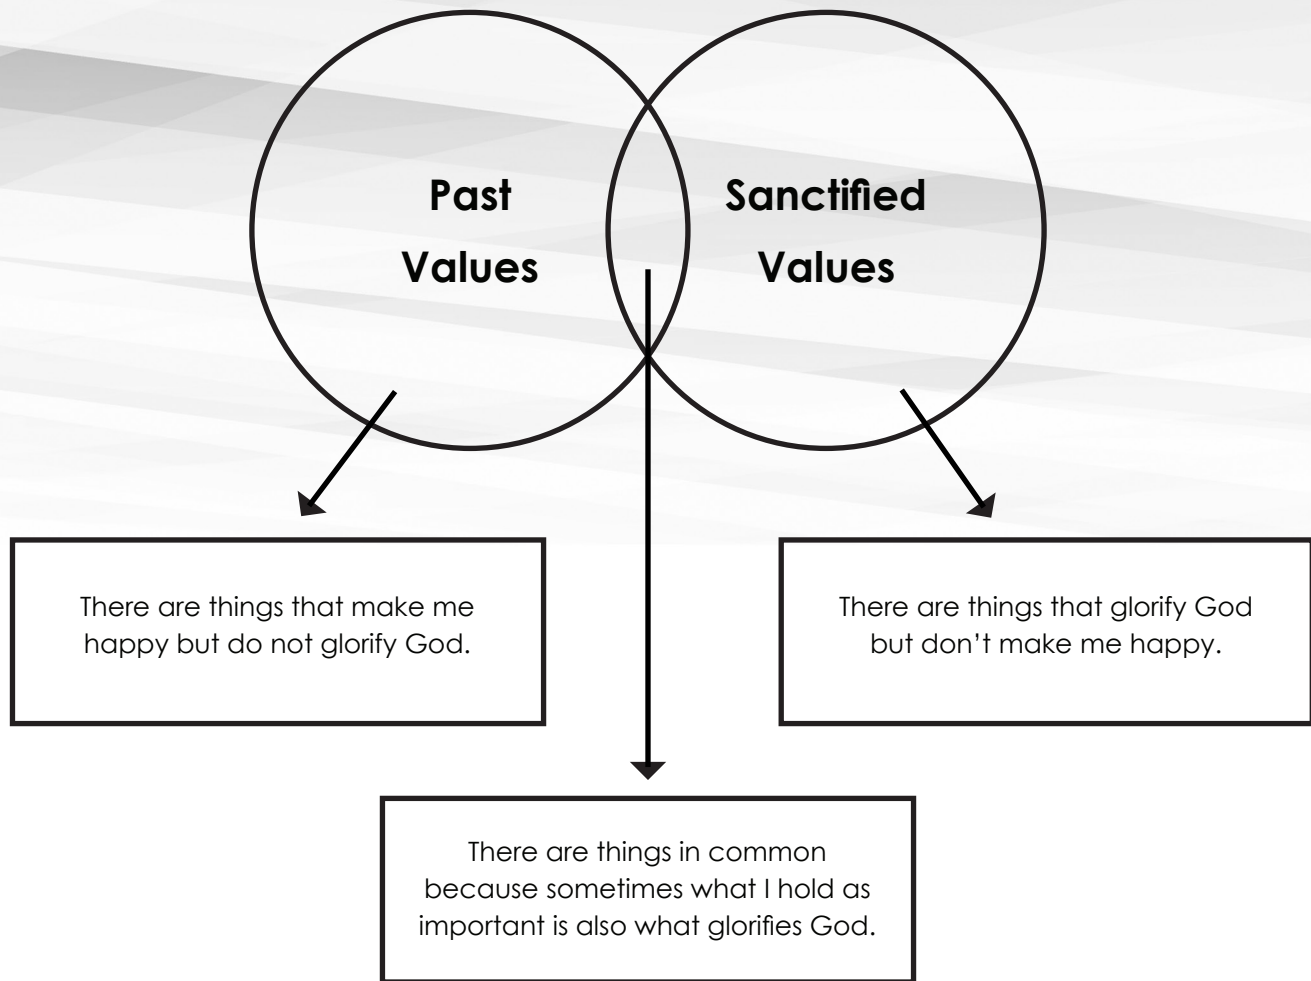 Past
Values
Sanctified
Values
There are things that make me
happy but do not glorify God.
There are things that glorify God
but don't make me happy.
There are things in common
because sometimes what I hold as
important is also what glorifies God.